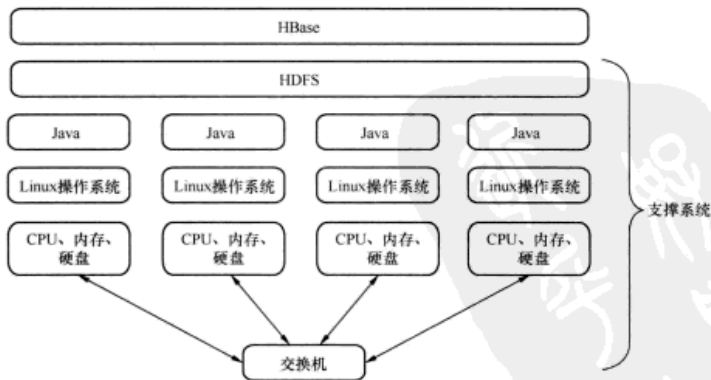 HBase
HDFS
Java
Java
Java
Java
Linux操作系统
Linux操作系统
Linux操作系统
Linux操作系统
支撑系统
CPU、内存、
硬盘
CPU、内存、
硬盘
CPU、内存、
硬盘
CPU、内存、
硬盘
交换机